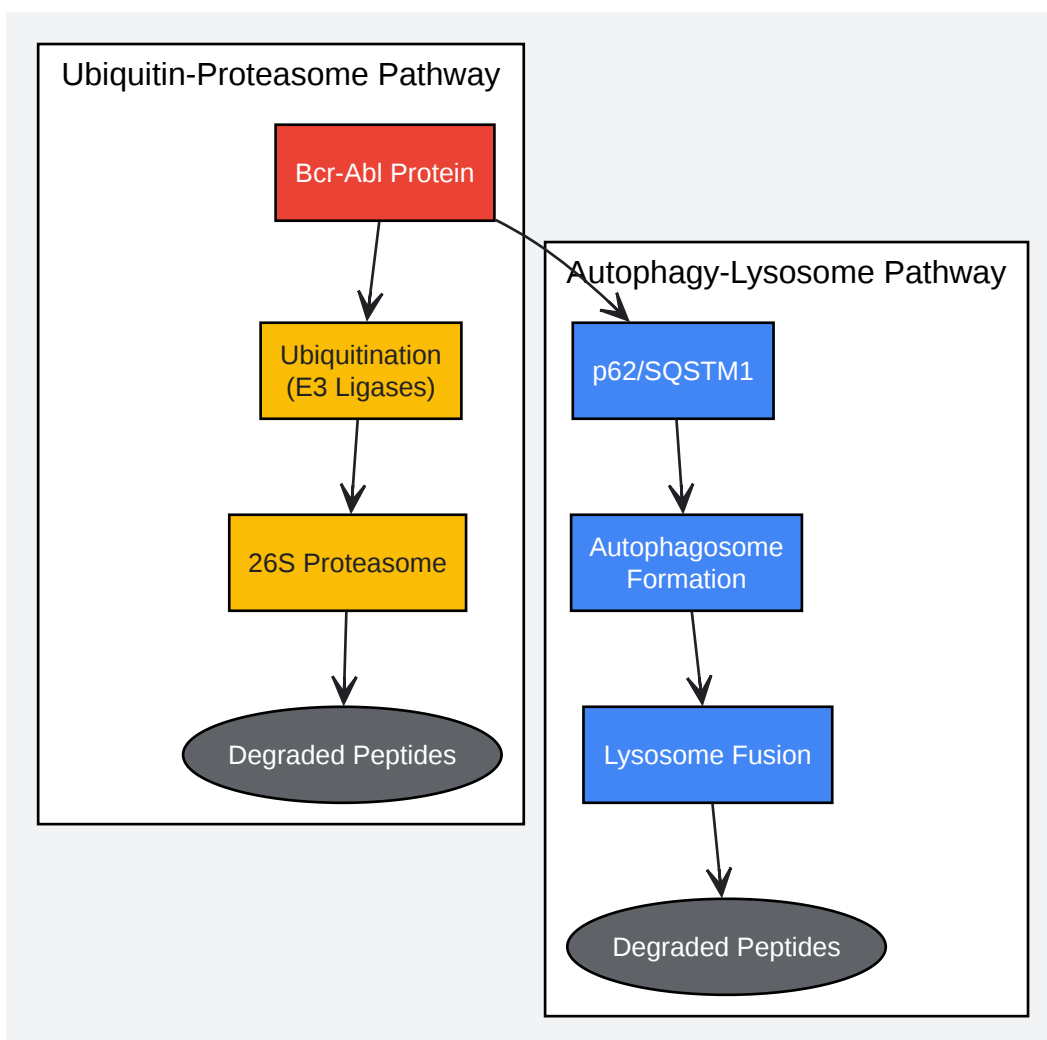 Ubiquitin-Proteasome Pathway
Bcr-Abl Protein
Ubiquitination
(E3 Ligases)
26S Proteasome
Degraded Peptides
Autophagy-Lysosome Pathway
p62/SQSTM1
Autophagosome
Formation
Lysosome Fusion
Degraded Peptides